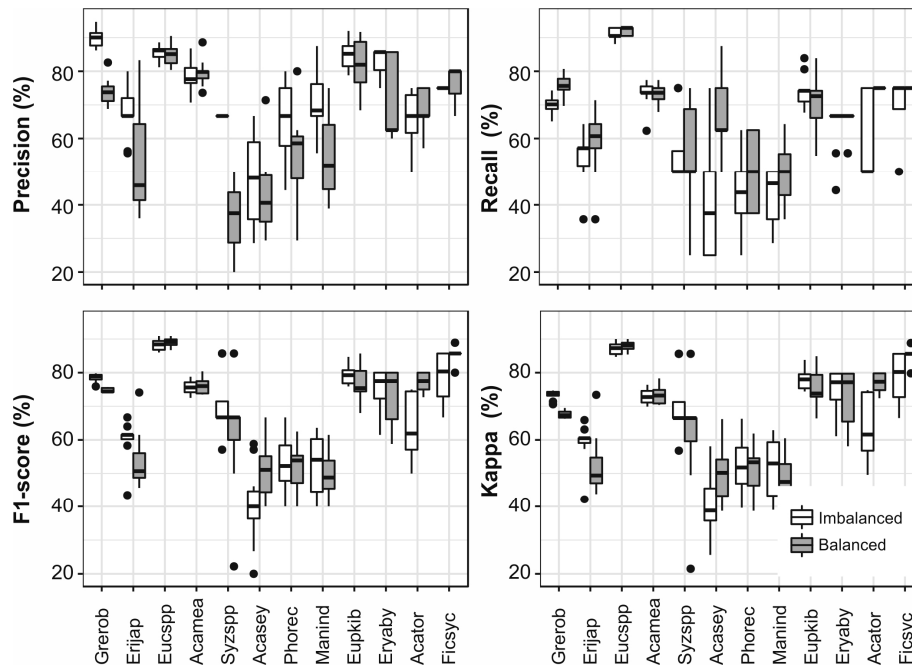 Precision (%)
80
60
40
20
Recall (%)
80
60
40
20
F1-score (%)
80
60
40
20
Kappa (%)
80
60
40
20
Imbalanced
Balanced
Grerob
Erijap
Eucspp
Acamea
Syzspp
Acasey
Phorec
Manind
Eupkib
Eryaby
Acator
Ficsyc
Grerob
Erijap
Eucspp
Acamea
Syzspp
Acasey
Phorec
Manind
Eupkib
Eryaby
Acator
Ficsyc